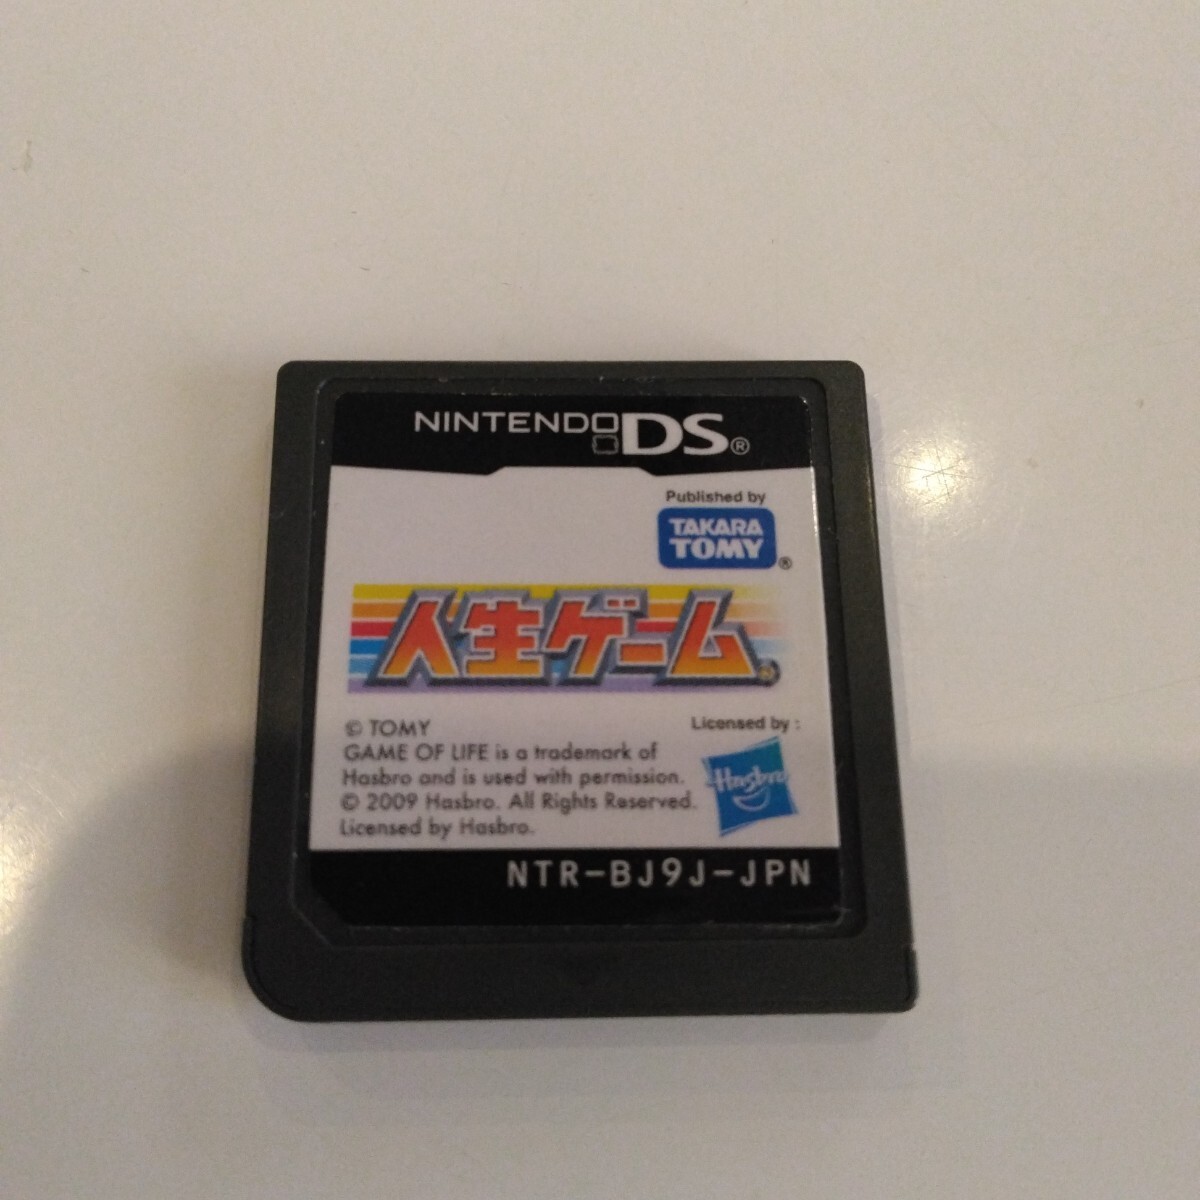 NINTENDO DS®
Published by
TAKARA
TOMY®
人生ゲーム®
© TOMY
GAME OF LIFE is a trademark of
Hasbro and is used with permission.
© 2009 Hasbro. All Rights Reserved.
Licensed by Hasbro.
Licensed by :
Hasbro
NTR-BJ9J-JPN